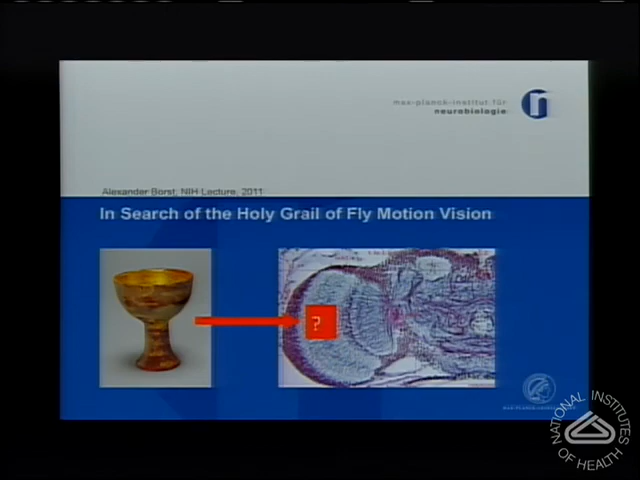 max-planck-institut für
neurobiologie
n
Alexander Borst, NIH Lecture, 2011
In Search of the Holy Grail of Fly Motion Vision
?
NATIONAL INSTITUTES
OF HEALTH